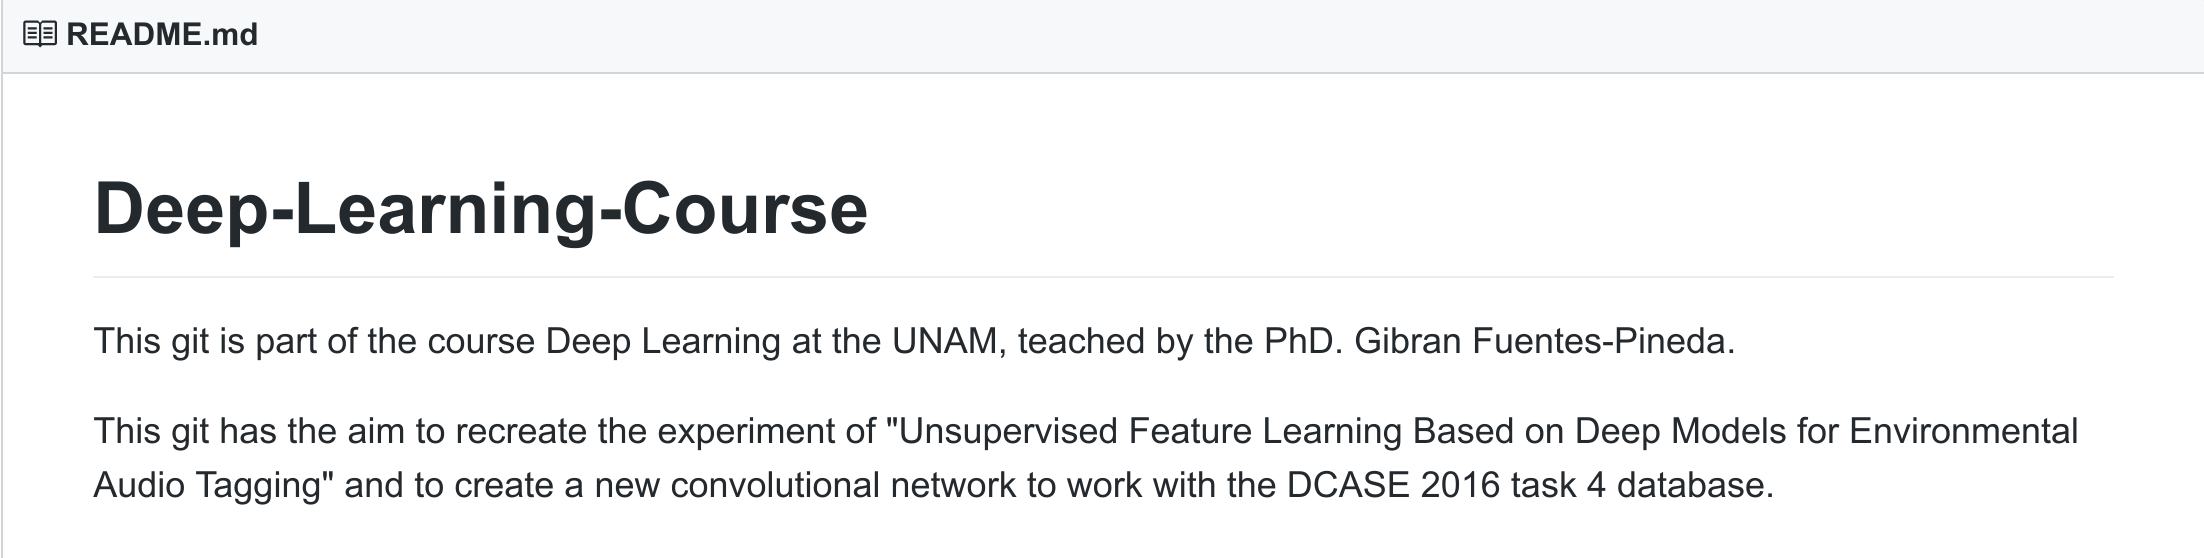 README.md
Deep-Learning-Course
This git is part of the course Deep Learning at the UNAM, teached by the PhD. Gibran Fuentes-Pineda.
This git has the aim to recreate the experiment of "Unsupervised Feature Learning Based on Deep Models for Environmental
Audio Tagging" and to create a new convolutional network to work with the DCASE 2016 task 4 database.